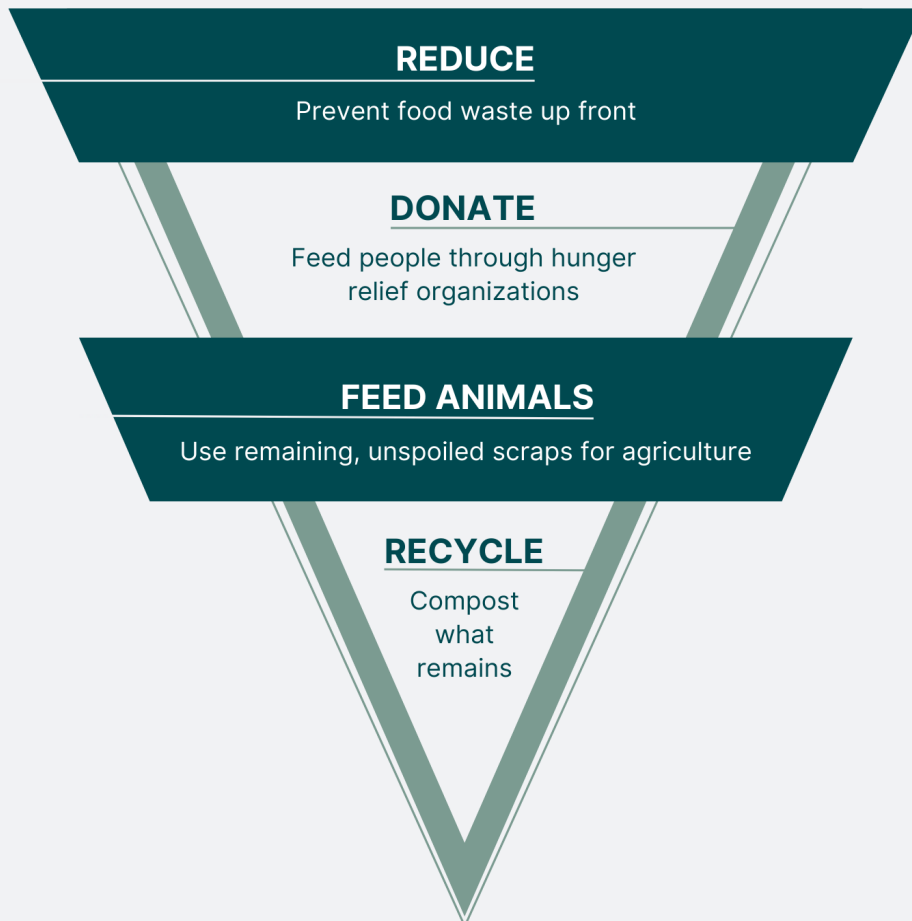 REDUCE
Prevent food waste up front
DONATE
Feed people through hunger
relief organizations
FEED ANIMALS
Use remaining, unspoiled scraps for agriculture
RECYCLE
Compost
what
remains